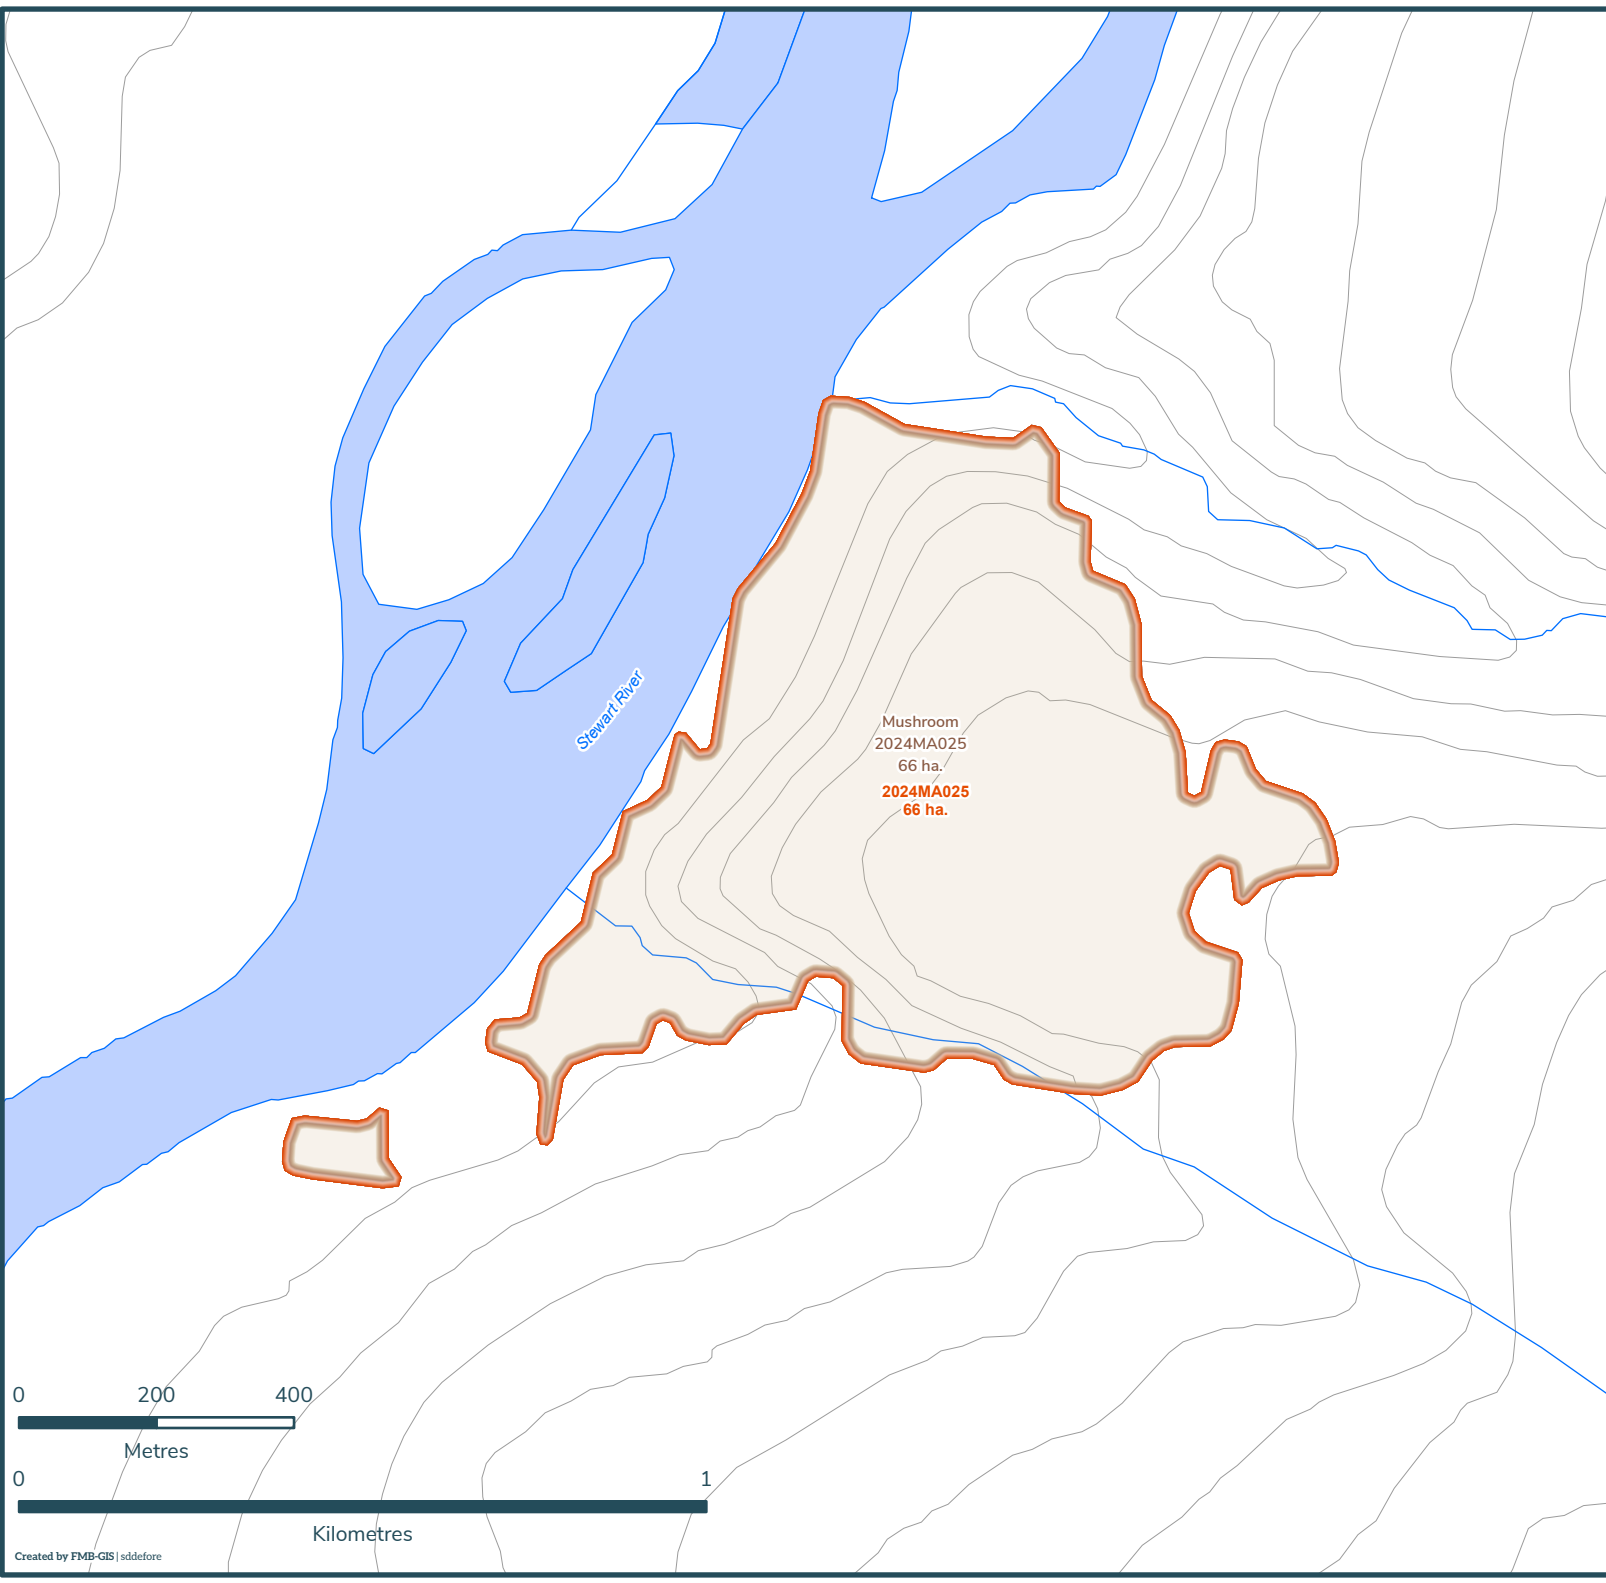 Stewart River
Mushroom
2024MA025
66 ha.
2024MA025
66 ha.
0 200 400
Metres
0 1
Kilometres
Created by FMB-GIS | sddefore